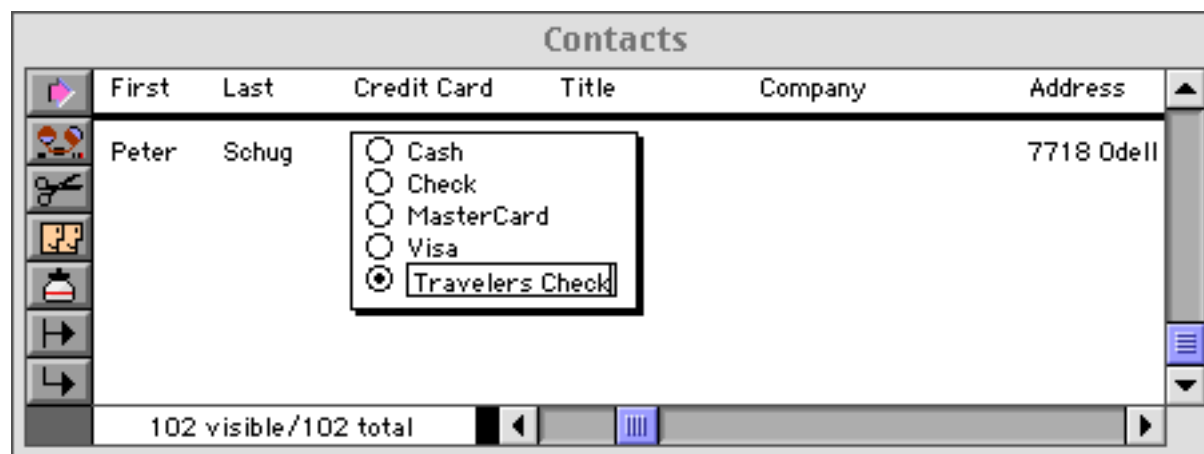 Contacts
First Last Credit Card Title Company Address
Peter Schug Cash 7718 Odell
Check
MasterCard
Visa
Travelers Check
102 visible/102 total